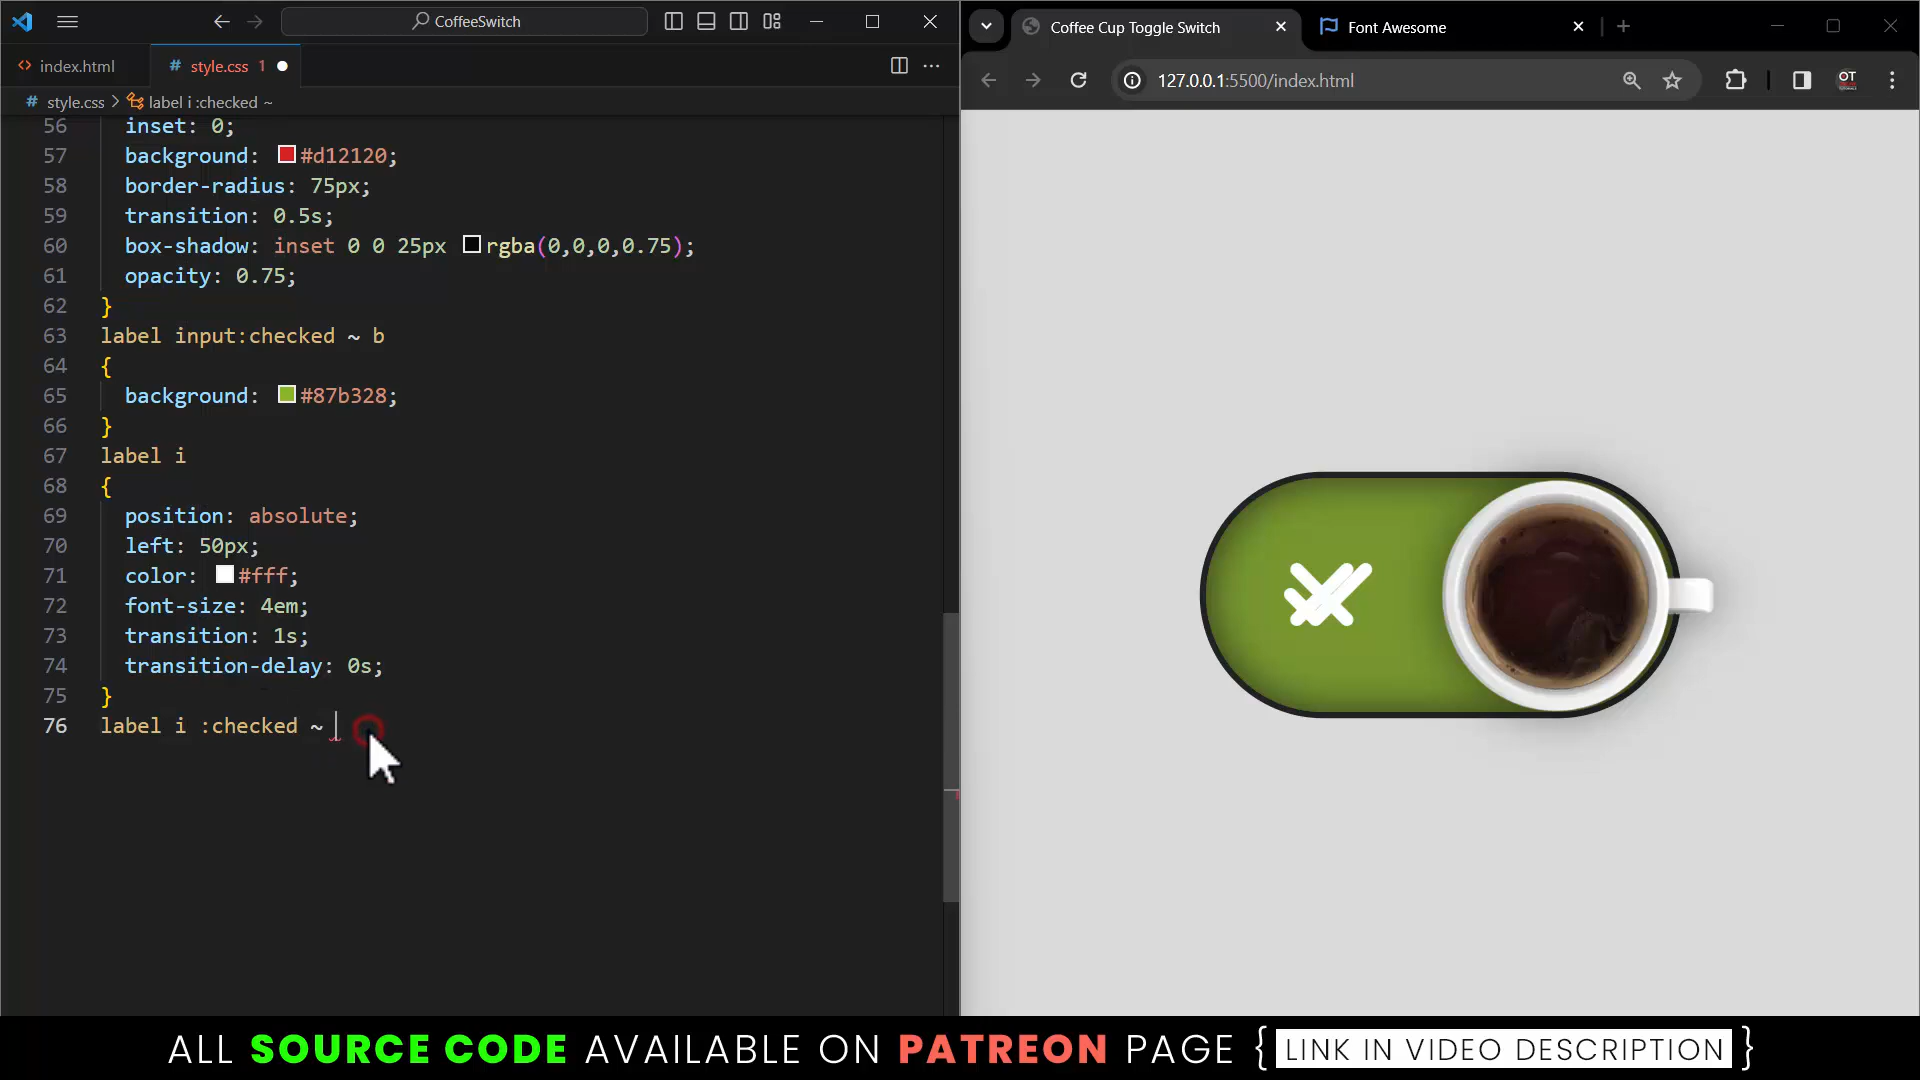 CoffeeSwitch
index.html
# style.css 1
# style.css > label i :checked ~
56 inset: 0;
57 background: #d12120;
58 border-radius: 75px;
59 transition: 0.5s;
60 box-shadow: inset 0 0 25px rgba(0,0,0,0.75);
61 opacity: 0.75;
62 }
63 label input:checked ~ b
64 {
65 background: #87b328;
66 }
67 label i
68 {
69 position: absolute;
70 left: 50px;
71 color: #fff;
72 font-size: 4em;
73 transition: 1s;
74 transition-delay: 0s;
75 }
76 label i :checked ~
Coffee Cup Toggle Switch
Font Awesome
127.0.0.1:5500/index.html
OT
ALL SOURCE CODE AVAILABLE ON PATREON PAGE { LINK IN VIDEO DESCRIPTION }